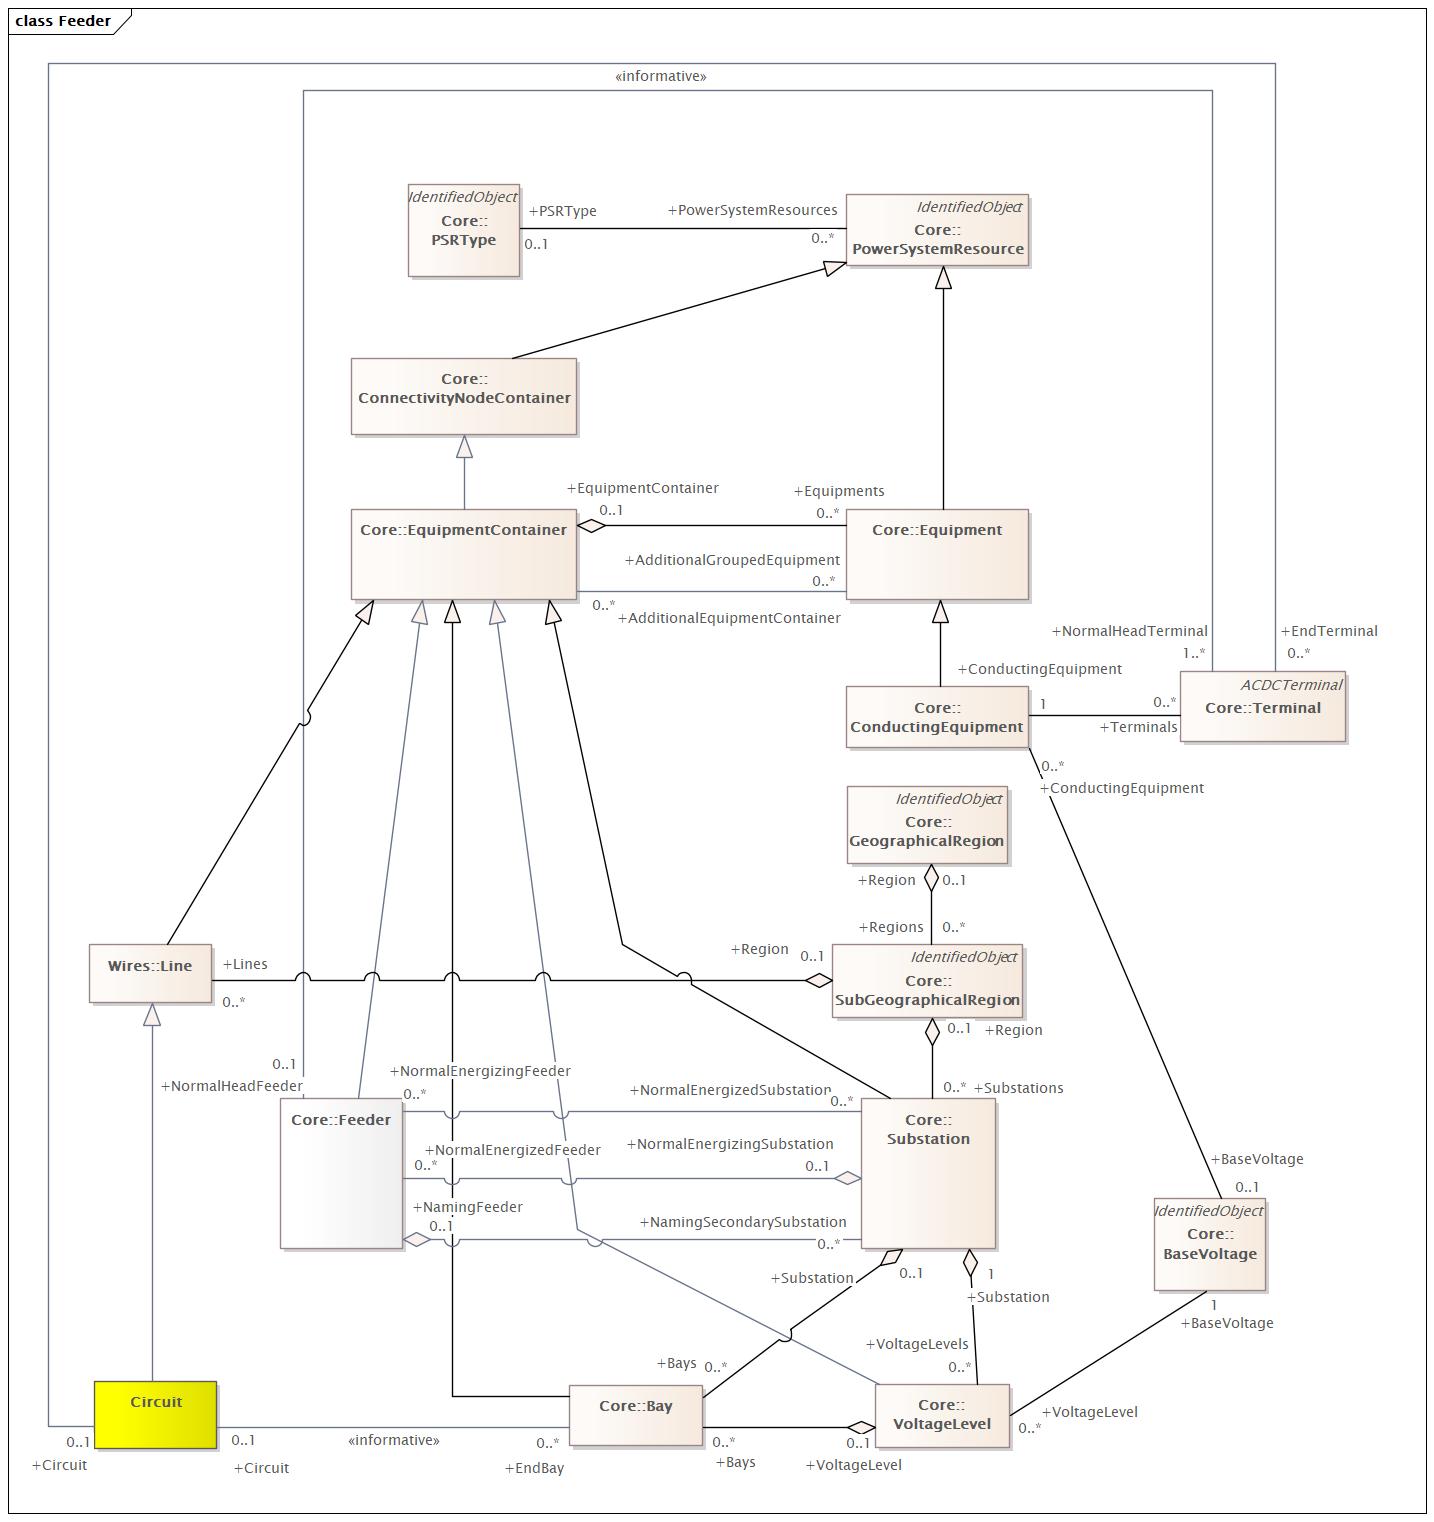 class Feeder
«informative»
IdentifiedObject
Core::
PSRType
+PSRType
0..1
+PowerSystemResources
0..*
IdentifiedObject
Core::
PowerSystemResource
Core::
ConnectivityNodeContainer
Core::EquipmentContainer
+EquipmentContainer
0..1
+Equipments
0..*
Core::Equipment
+AdditionalGroupedEquipment
0..*
0..*
+AdditionalEquipmentContainer
+NormalHeadTerminal
1..*
+EndTerminal
0..*
+ConductingEquipment
1
Core::
ConductingEquipment
0..*
+Terminals
ACDCTerminal
Core::Terminal
0..*
+ConductingEquipment
IdentifiedObject
Core::
GeographicalRegion
+Region
0..1
+Regions
0..*
Wires::Line
+Lines
0..*
+Region
0..1
IdentifiedObject
Core::
SubGeographicalRegion
0..1
+Region
0..*
+Substations
0..1
+NormalHeadFeeder
Core::Feeder
+NormalEnergizingFeeder
0..*
+NormalEnergizedSubstation
0..*
+NormalEnergizedFeeder
0..*
+NormalEnergizingSubstation
0..1
+NamingFeeder
0..1
+NamingSecondarySubstation
0..*
Core::
Substation
+BaseVoltage
0..1
IdentifiedObject
Core::
BaseVoltage
1
+BaseVoltage
+Substation
0..1
1
+Substation
+VoltageLevels
0..*
+Bays
0..*
Circuit
0..1
+Circuit
0..1
+Circuit
«informative»
0..*
+EndBay
Core::Bay
0..*
+Bays
0..1
+VoltageLevel
Core::
VoltageLevel
+VoltageLevel
0..*